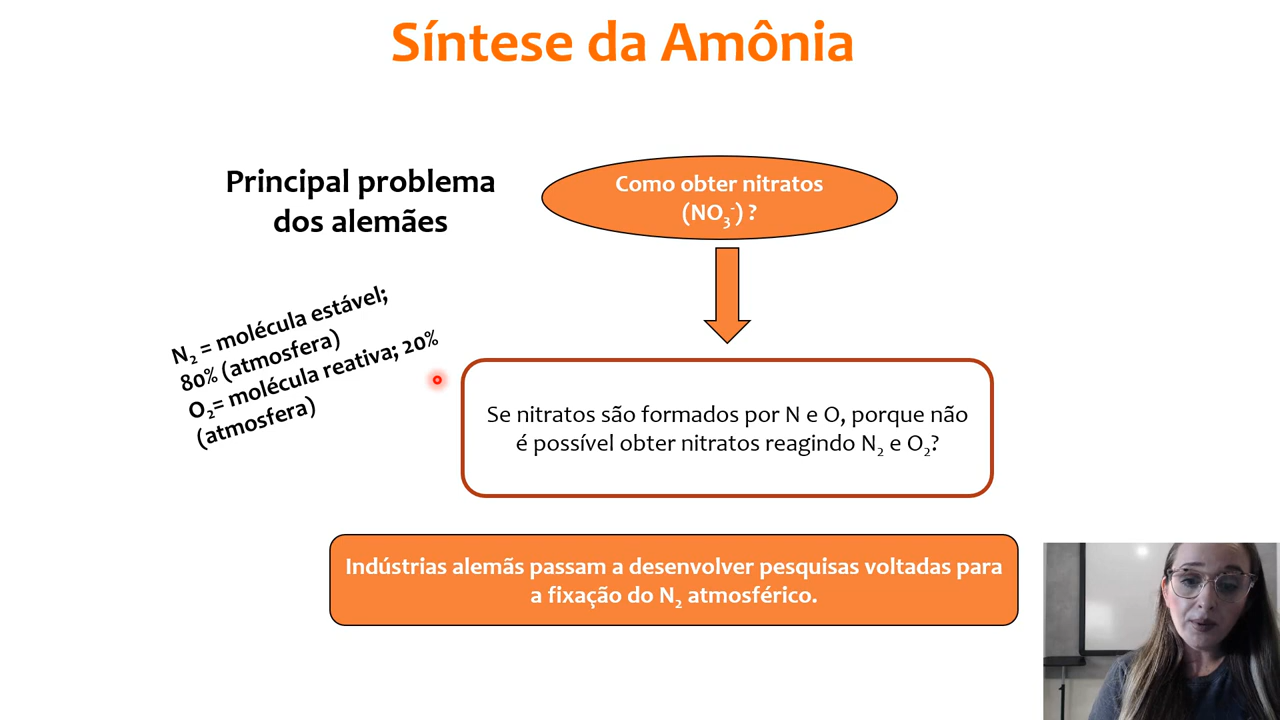 Síntese da Amônia
Principal problema
dos alemães
Como obter nitratos
(NO₃⁻) ?
N₂ = molécula estável;
80% (atmosfera)
O₂= molécula reativa; 20%
(atmosfera)
Se nitratos são formados por N e O, porque não
é possível obter nitratos reagindo N₂ e O₂?
Indústrias alemãs passam a desenvolver pesquisas voltadas para
a fixação do N₂ atmosférico.